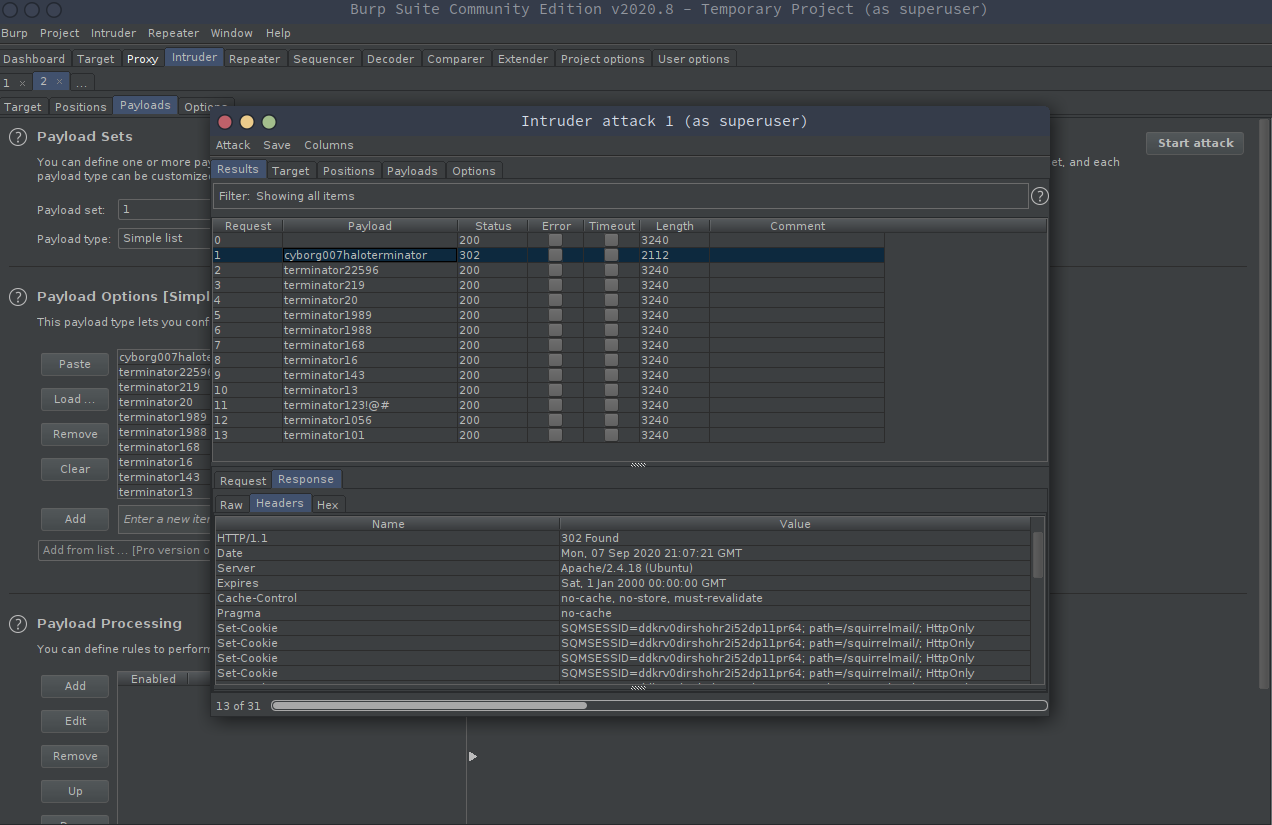 Burp Suite Community Edition v2020.8 – Temporary Project (as superuser)
Burp Project Intruder Repeater Window Help
Dashboard Target Proxy Intruder Repeater Sequencer Decoder Comparer Extender Project options User options
1 × 2 × ...
Target Positions Payloads Options
? Payload Sets
Start attack
You can define one or more pay
et, and each
payload type can be customize
Payload set: 1
Payload type: Simple list
? Payload Options [Simpl
This payload type lets you conf
Paste
Load ...
Remove
Clear
cyborg007halote
terminator22596
terminator219
terminator20
terminator1989
terminator1988
terminator168
terminator16
terminator143
terminator13
Add Enter a new iter
Add from list ... [Pro version o
? Payload Processing
You can define rules to perform
Add
Edit
Remove
Up
Enabled
Intruder attack 1 (as superuser)
Attack Save Columns
Results Target Positions Payloads Options
Filter: Showing all items ?
Request Payload Status Error Timeout Length Comment
0 200 3240
1 cyborg007haloterminator 302 2112
2 terminator22596 200 3240
3 terminator219 200 3240
4 terminator20 200 3240
5 terminator1989 200 3240
6 terminator1988 200 3240
7 terminator168 200 3240
8 terminator16 200 3240
9 terminator143 200 3240
10 terminator13 200 3240
11 terminator123!@# 200 3240
12 terminator1056 200 3240
13 terminator101 200 3240
Request Response
Raw Headers Hex
Name Value
HTTP/1.1 302 Found
Date Mon, 07 Sep 2020 21:07:21 GMT
Server Apache/2.4.18 (Ubuntu)
Expires Sat, 1 Jan 2000 00:00:00 GMT
Cache-Control no-cache, no-store, must-revalidate
Pragma no-cache
Set-Cookie SQMSESSID=ddkrv0dirshohr2i52dp11pr64; path=/squirrelmail/; HttpOnly
Set-Cookie SQMSESSID=ddkrv0dirshohr2i52dp11pr64; path=/squirrelmail/; HttpOnly
Set-Cookie SQMSESSID=ddkrv0dirshohr2i52dp11pr64; path=/squirrelmail/; HttpOnly
Set-Cookie SQMSESSID=ddkrv0dirshohr2i52dp11pr64; path=/squirrelmail/; HttpOnly
13 of 31